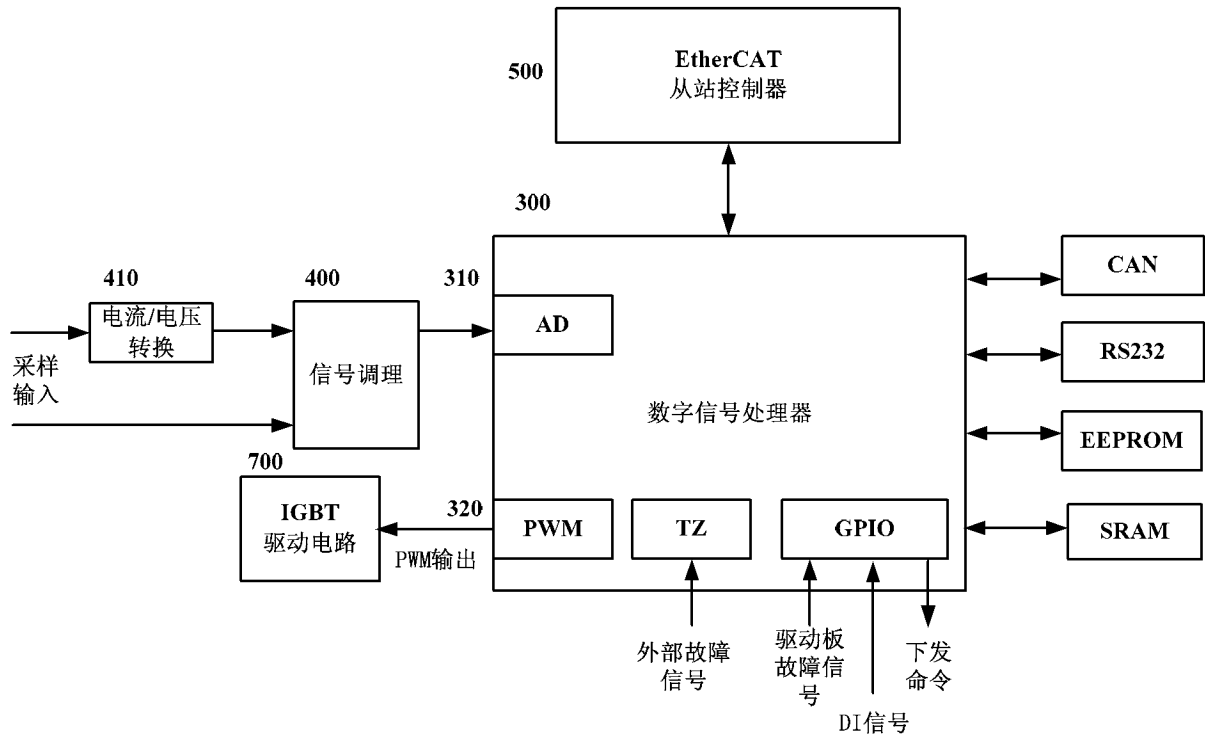 500
EtherCAT
从站控制器
300
410
400
310
电流/电压
转换
采样
输入
信号调理
AD
CAN
RS232
数字信号处理器
EEPROM
700
IGBT
驱动电路
320
PWM输出
PWM
TZ
GPIO
SRAM
外部故障
信号
驱动板
故障信
号
下发
命令
DI信号